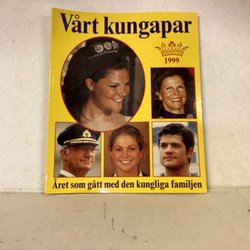 Vårt kungapar
1999
Året som gått med den kungliga familjen